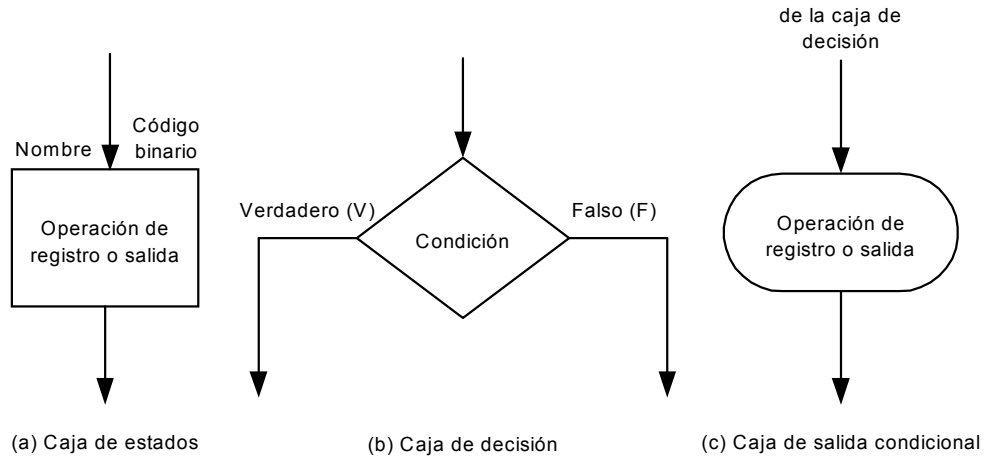 Nombre
Código
binario
Operación de
registro o salida
(a) Caja de estados
Verdadero (V)
Condición
Falso (F)
(b) Caja de decisión
de la caja de
decisión
Operación de
registro o salida
(c) Caja de salida condicional